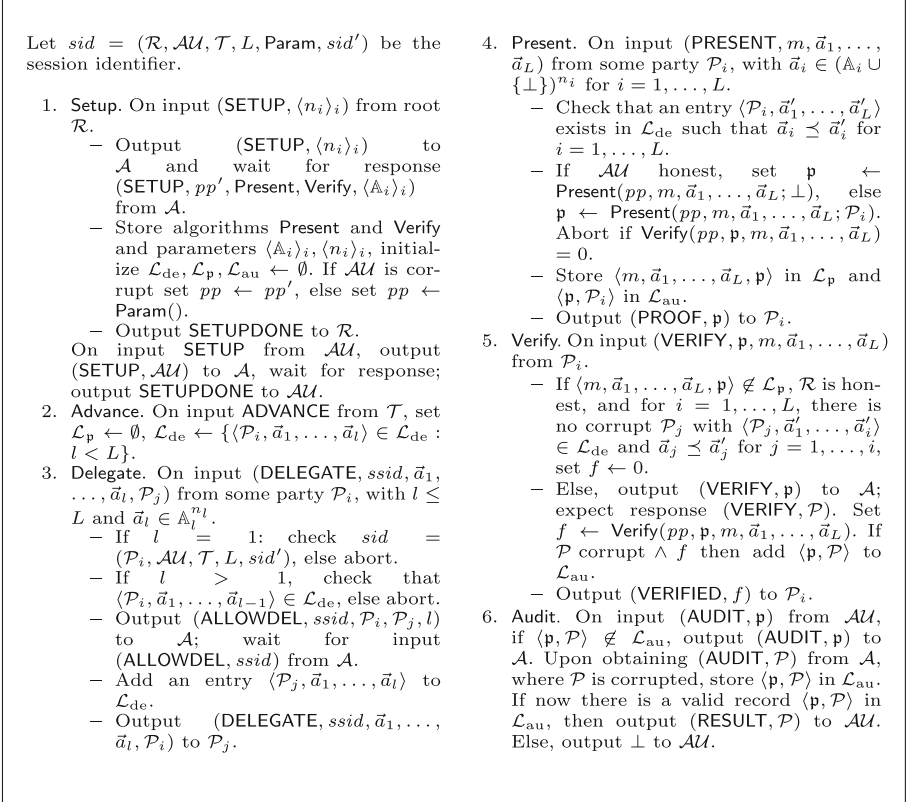 Let sid = (ℛ, 𝒜𝒰, 𝒯, L, Param, sid′) be the
session identifier.
1. Setup. On input (SETUP, ⟨n_i⟩_i) from root
ℛ.
– Output (SETUP, ⟨n_i⟩_i) to
𝒜 and wait for response
(SETUP, pp′, Present, Verify, ⟨𝔸_i⟩_i)
from 𝒜.
– Store algorithms Present and Verify
and parameters ⟨𝔸_i⟩_i, ⟨n_i⟩_i, initial-
ize ℒ_de, ℒ_𝔭, ℒ_au ← ∅. If 𝒜𝒰 is cor-
rupt set pp ← pp′, else set pp ←
Param().
– Output SETUPDONE to ℛ.
On input SETUP from 𝒜𝒰, output
(SETUP, 𝒜𝒰) to 𝒜, wait for response;
output SETUPDONE to 𝒜𝒰.
2. Advance. On input ADVANCE from 𝒯, set
ℒ_𝔭 ← ∅, ℒ_de ← {⟨𝒫_i, a⃗_1, . . . , a⃗_l⟩ ∈ ℒ_de :
l < L}.
3. Delegate. On input (DELEGATE, ssid, a⃗_1,
. . . , a⃗_l, 𝒫_j) from some party 𝒫_i, with l ≤
L and a⃗_l ∈ 𝔸_l^{n_l}.
– If l = 1: check sid =
(𝒫_i, 𝒜𝒰, 𝒯, L, sid′), else abort.
– If l > 1, check that
⟨𝒫_i, a⃗_1, . . . , a⃗_{l−1}⟩ ∈ ℒ_de, else abort.
– Output (ALLOWDEL, ssid, 𝒫_i, 𝒫_j, l)
to 𝒜; wait for input
(ALLOWDEL, ssid) from 𝒜.
– Add an entry ⟨𝒫_j, a⃗_1, . . . , a⃗_l⟩ to
ℒ_de.
– Output (DELEGATE, ssid, a⃗_1, . . . ,
a⃗_l, 𝒫_i) to 𝒫_j.
4. Present. On input (PRESENT, m, a⃗_1, . . . ,
a⃗_L) from some party 𝒫_i, with a⃗_i ∈ (𝔸_i ∪
{⊥})^{n_i} for i = 1, . . . , L.
– Check that an entry ⟨𝒫_i, a⃗′_1, . . . , a⃗′_L⟩
exists in ℒ_de such that a⃗_i ⪯ a⃗′_i for
i = 1, . . . , L.
– If 𝒜𝒰 honest, set 𝔭 ←
Present(pp, m, a⃗_1, . . . , a⃗_L; ⊥), else
𝔭 ← Present(pp, m, a⃗_1, . . . , a⃗_L; 𝒫_i).
Abort if Verify(pp, 𝔭, m, a⃗_1, . . . , a⃗_L)
= 0.
– Store ⟨m, a⃗_1, . . . , a⃗_L, 𝔭⟩ in ℒ_𝔭 and
⟨𝔭, 𝒫_i⟩ in ℒ_au.
– Output (PROOF, 𝔭) to 𝒫_i.
5. Verify. On input (VERIFY, 𝔭, m, a⃗_1, . . . , a⃗_L)
from 𝒫_i.
– If ⟨m, a⃗_1, . . . , a⃗_L, 𝔭⟩ ∉ ℒ_𝔭, ℛ is hon-
est, and for i = 1, . . . , L, there is
no corrupt 𝒫_j with ⟨𝒫_j, a⃗′_1, . . . , a⃗′_i⟩
∈ ℒ_de and a⃗_j ⪯ a⃗′_j for j = 1, . . . , i,
set f ← 0.
– Else, output (VERIFY, 𝔭) to 𝒜;
expect response (VERIFY, 𝒫). Set
f ← Verify(pp, 𝔭, m, a⃗_1, . . . , a⃗_L). If
𝒫 corrupt ∧ f then add ⟨𝔭, 𝒫⟩ to
ℒ_au.
– Output (VERIFIED, f) to 𝒫_i.
6. Audit. On input (AUDIT, 𝔭) from 𝒜𝒰,
if ⟨𝔭, 𝒫⟩ ∉ ℒ_au, output (AUDIT, 𝔭) to
𝒜. Upon obtaining (AUDIT, 𝒫) from 𝒜,
where 𝒫 is corrupted, store ⟨𝔭, 𝒫⟩ in ℒ_au.
If now there is a valid record ⟨𝔭, 𝒫⟩ in
ℒ_au, then output (RESULT, 𝒫) to 𝒜𝒰.
Else, output ⊥ to 𝒜𝒰.